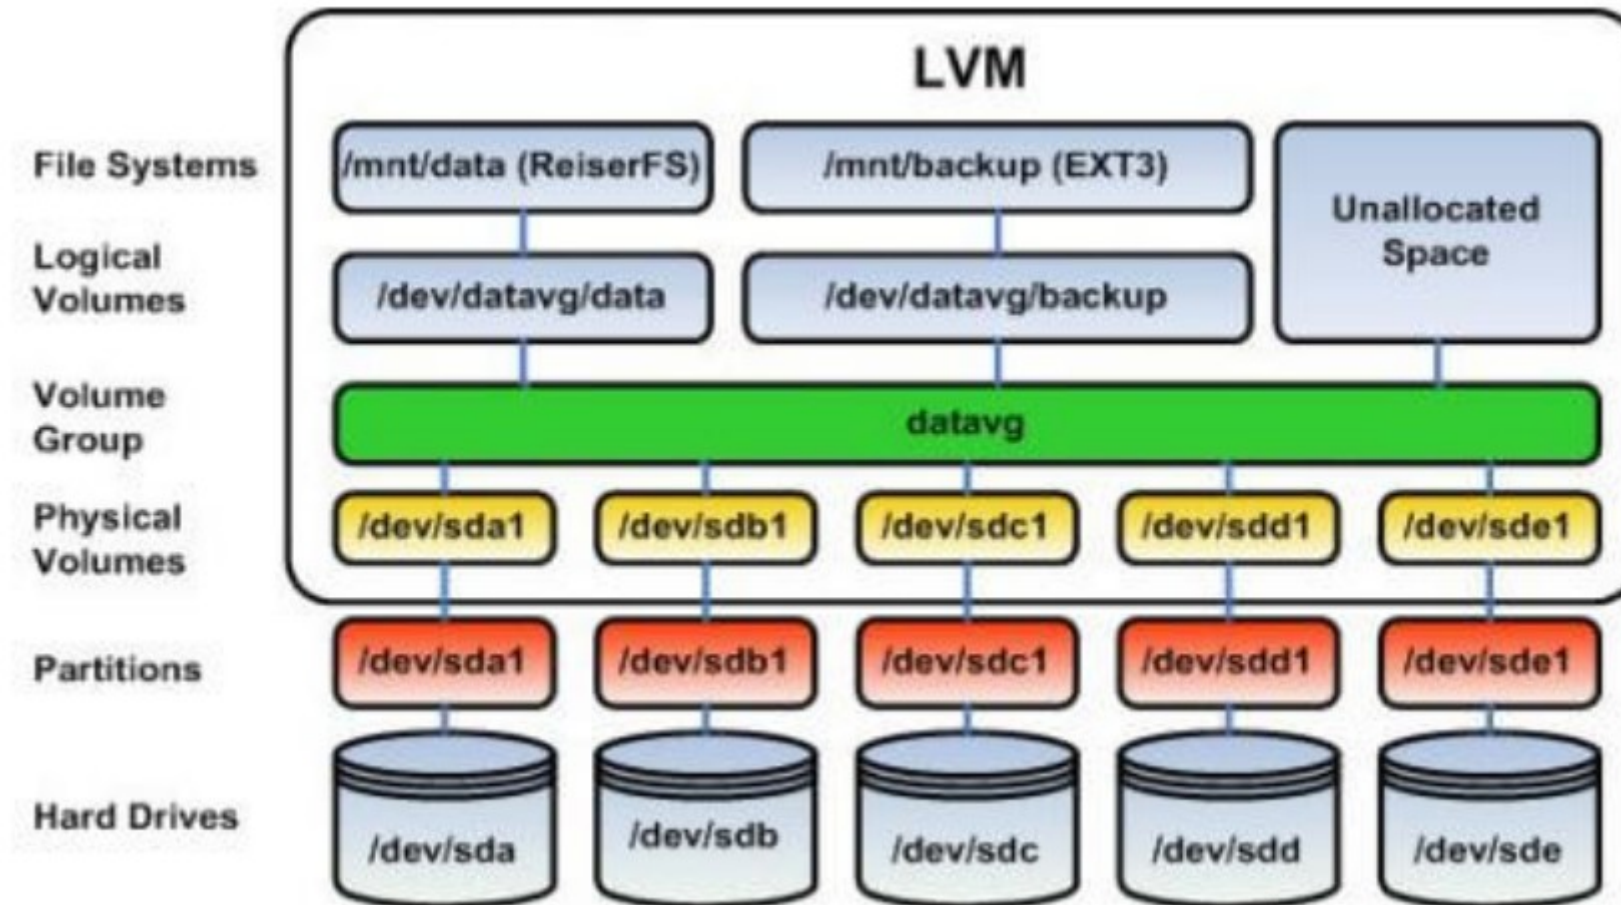 LVM
File Systems
/mnt/data (ReiserFS)
/mnt/backup (EXT3)
Unallocated
Space
Logical
Volumes
/dev/datavg/data
/dev/datavg/backup
Volume
Group
datavg
Physical
Volumes
/dev/sda1
/dev/sdb1
/dev/sdc1
/dev/sdd1
/dev/sde1
Partitions
/dev/sda1
/dev/sdb1
/dev/sdc1
/dev/sdd1
/dev/sde1
Hard Drives
/dev/sda
/dev/sdb
/dev/sdc
/dev/sdd
/dev/sde